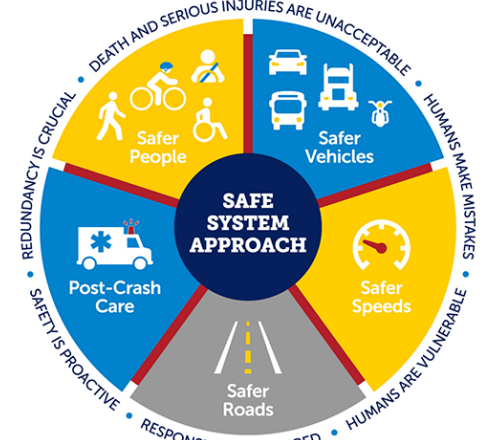 DEATH AND SERIOUS INJURIES ARE UNACCEPTABLE
HUMANS MAKE MISTAKES
HUMANS ARE VULNERABLE
SAFETY IS PROACTIVE
REDUNDANCY IS CRUCIAL
Safer
People
Safer
Vehicles
SAFE
SYSTEM
APPROACH
Post-Crash
Care
Safer
Speeds
Safer
Roads